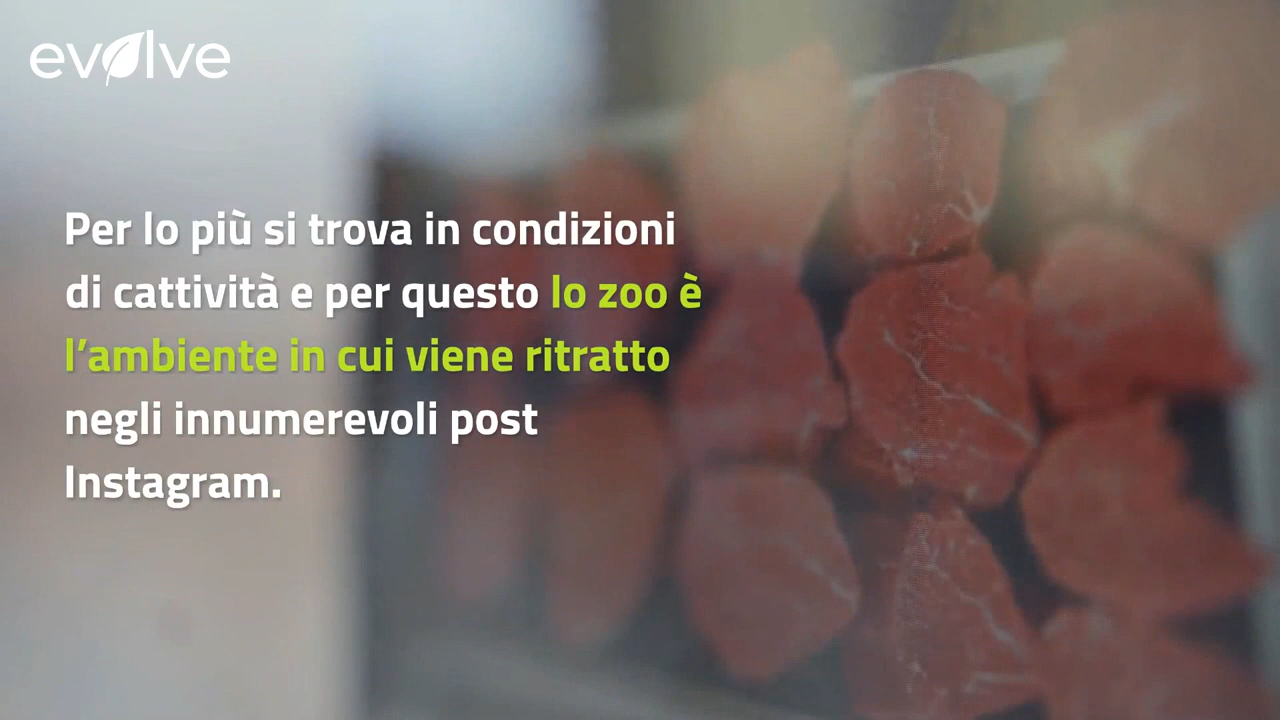 evolve
Per lo più si trova in condizioni
di cattività e per questo lo zoo è
l’ambiente in cui viene ritratto
negli innumerevoli post
Instagram.